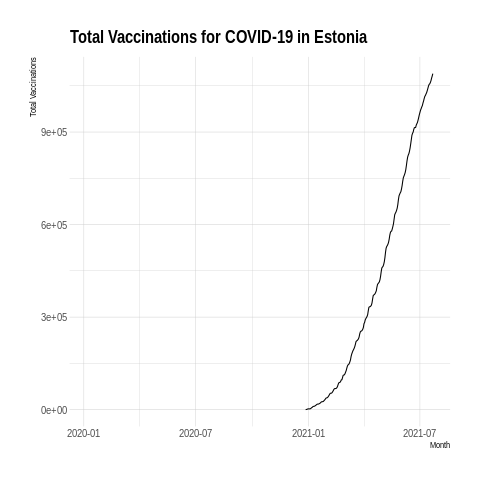 Total Vaccinations for COVID-19 in Estonia
Total Vaccinations
9e+05
6e+05
3e+05
0e+00
2020-01 2020-07 2021-01 2021-07
Month